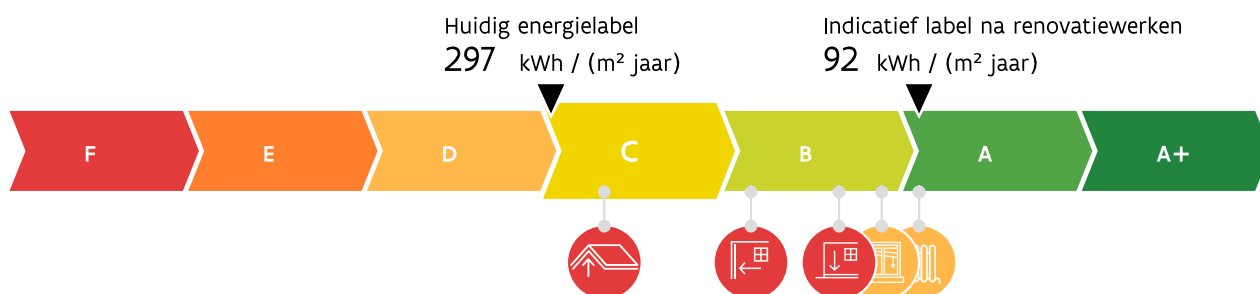 Huidig energielabel
297 kWh / (m² jaar)
Indicatief label na renovatiewerken
92 kWh / (m² jaar)
F
E
D
C
B
A
A+